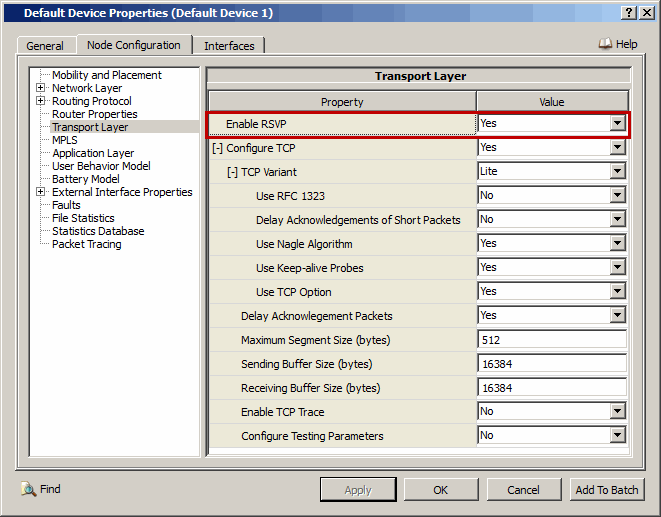 Default Device Properties (Default Device 1)
General Node Configuration Interfaces Help
Mobility and Placement
Network Layer
Routing Protocol
Router Properties
Transport Layer
MPLS
Application Layer
User Behavior Model
Battery Model
External Interface Properties
Faults
File Statistics
Statistics Database
Packet Tracing
Transport Layer
Property Value
Enable RSVP Yes
[-] Configure TCP Yes
[-] TCP Variant Lite
Use RFC 1323 No
Delay Acknowledgements of Short Packets No
Use Nagle Algorithm Yes
Use Keep-alive Probes Yes
Use TCP Option Yes
Delay Acknowlegement Packets Yes
Maximum Segment Size (bytes) 512
Sending Buffer Size (bytes) 16384
Receiving Buffer Size (bytes) 16384
Enable TCP Trace No
Configure Testing Parameters No
Find Apply OK Cancel Add To Batch